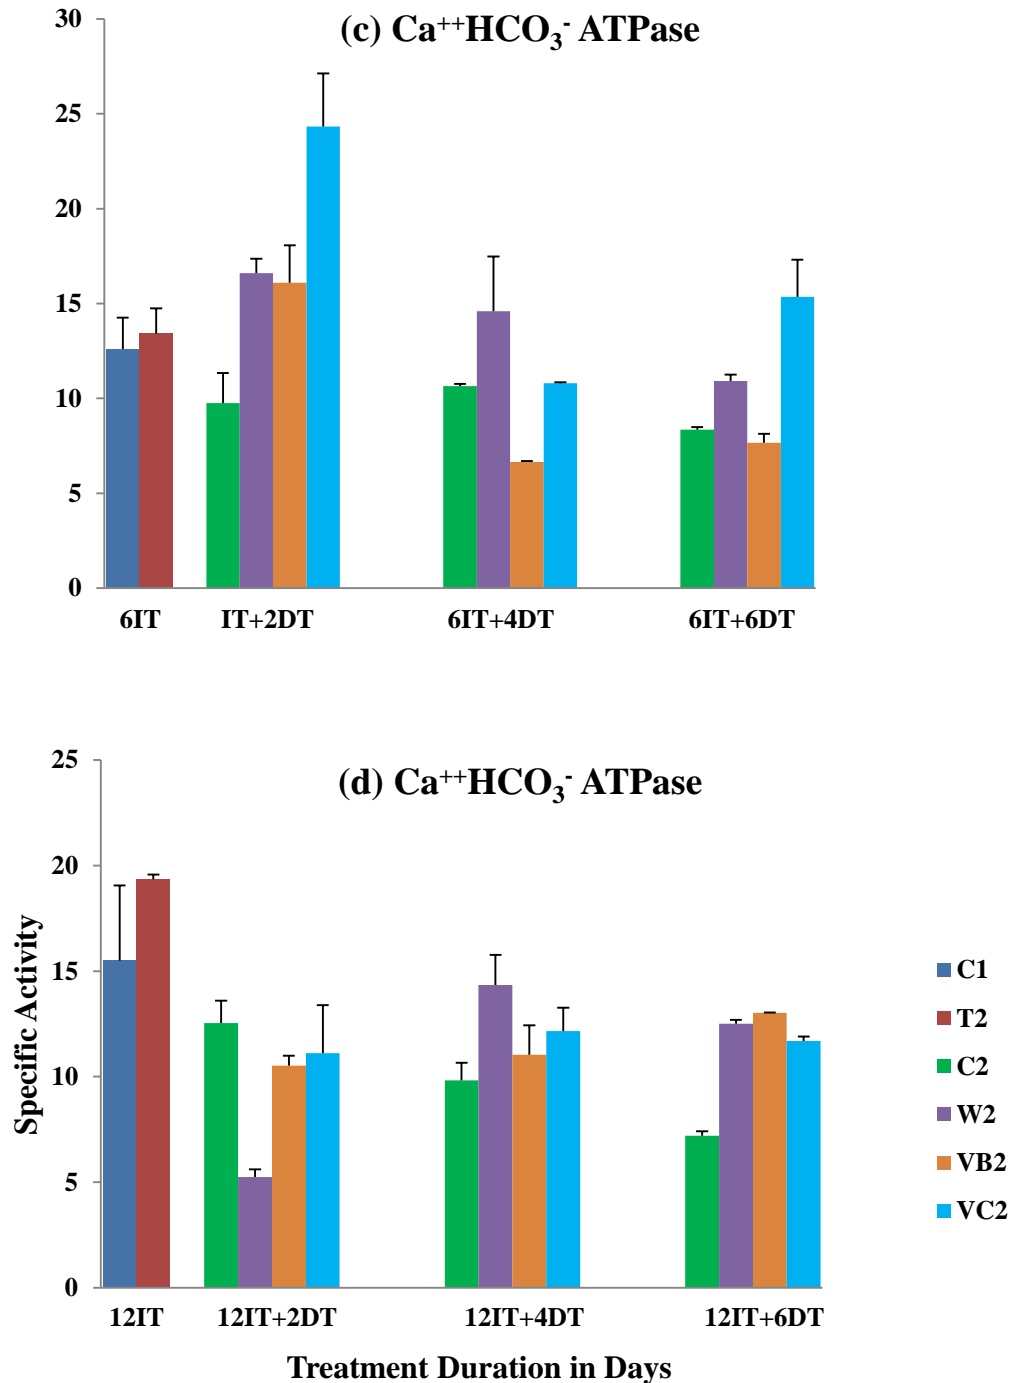 (c) Ca⁺⁺HCO₃⁻ ATPase
30
25
20
15
10
5
0
6IT IT+2DT 6IT+4DT 6IT+6DT
(d) Ca⁺⁺HCO₃⁻ ATPase
25
20
15
10
5
0
Specific Activity
12IT 12IT+2DT 12IT+4DT 12IT+6DT
Treatment Duration in Days
C1
T2
C2
W2
VB2
VC2